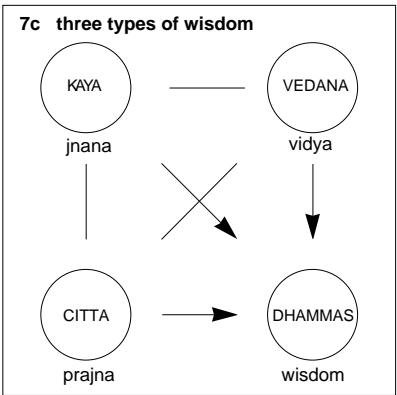 7c three types of wisdom
KAYA
VEDANA
jnana
vidya
CITTA
DHAMMAS
prajna
wisdom